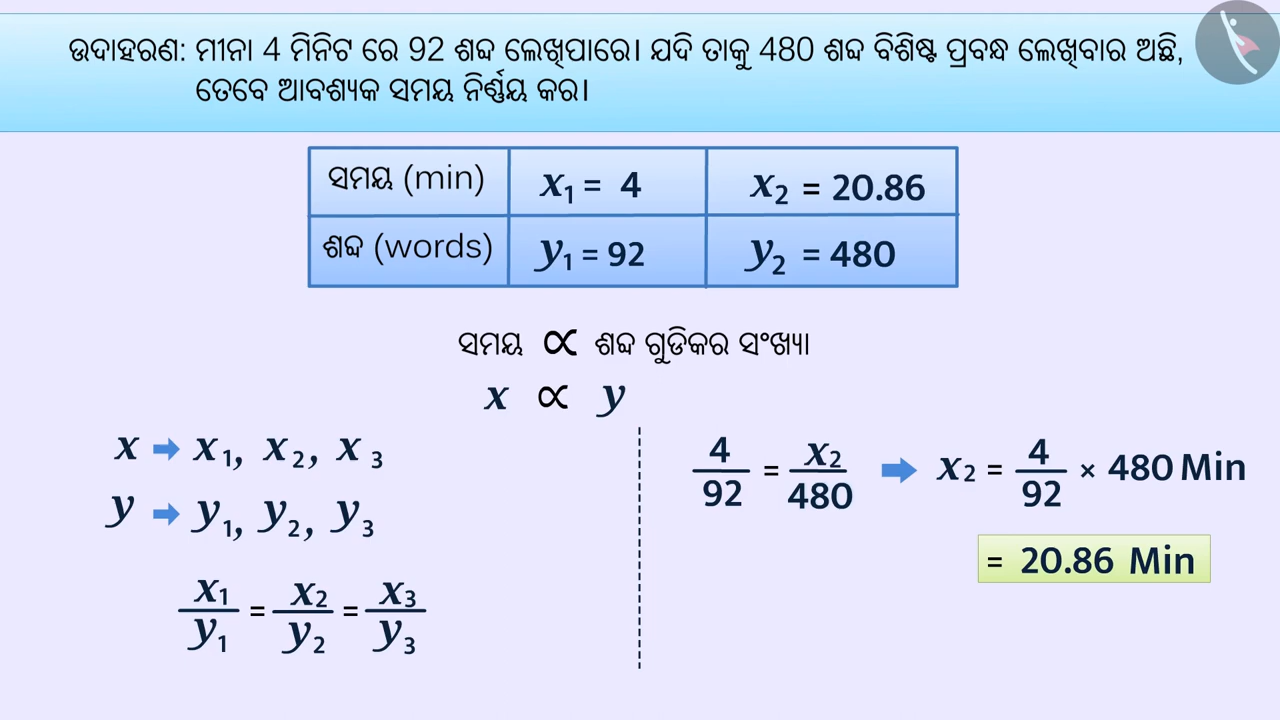 ଉଦାହରଣ: ମୀନା 4 ମିନିଟ ରେ 92 ଶବ୍ଦ ଲେଖିପାରେ। ଯଦି ତାକୁ 480 ଶବ୍ଦ ବିଶିଷ୍ଟ ପ୍ରବନ୍ଧ ଲେଖିବାର ଅଛି,
ତେବେ ଆବଶ୍ୟକ ସମୟ ନିର୍ଣ୍ଣୟ କର।
ସମୟ (min) x₁ = 4 x₂ = 20.86
ଶବ୍ଦ (words) y₁ = 92 y₂ = 480
ସମୟ ∝ ଶବ୍ଦ ଗୁଡିକର ସଂଖ୍ୟା
x ∝ y
x → x₁, x₂, x₃
y → y₁, y₂, y₃
x₁/y₁ = x₂/y₂ = x₃/y₃
4/92 = x₂/480 → x₂ = 4/92 × 480 Min
= 20.86 Min